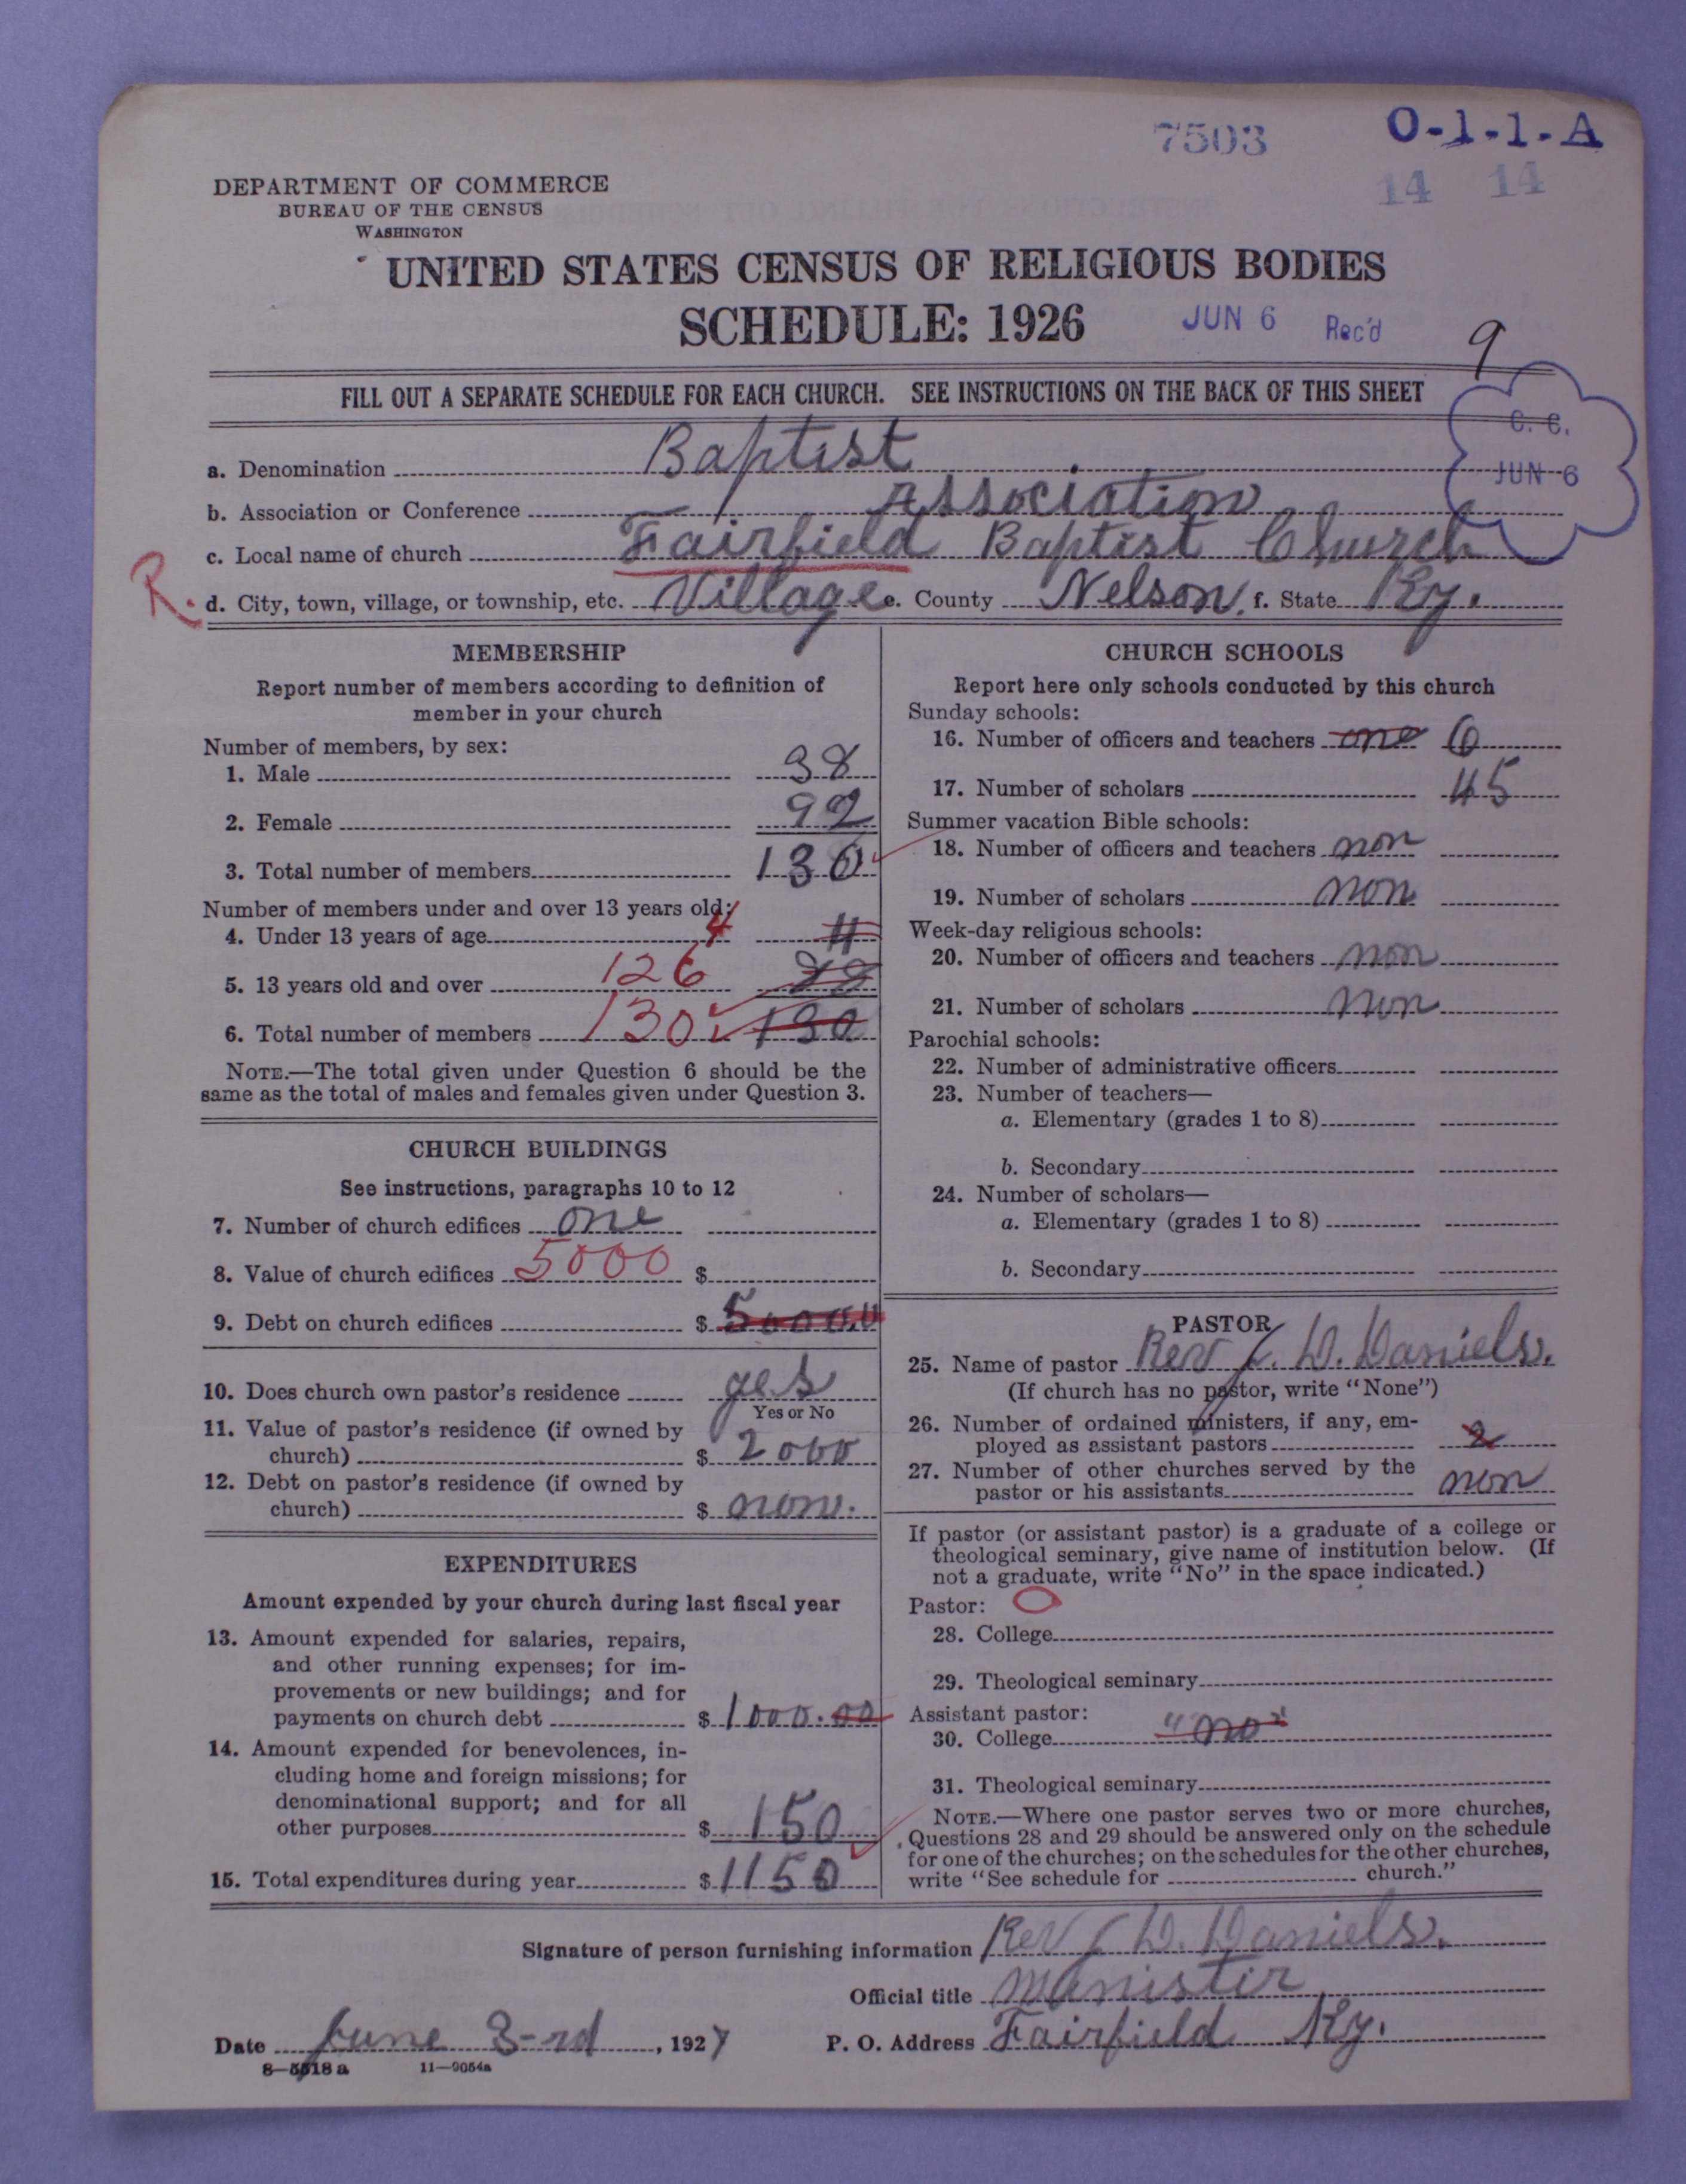 7503
O-1-1-A
14 14
DEPARTMENT OF COMMERCE
BUREAU OF THE CENSUS
WASHINGTON
UNITED STATES CENSUS OF RELIGIOUS BODIES
SCHEDULE: 1926
JUN 6 Rec'd
9
FILL OUT A SEPARATE SCHEDULE FOR EACH CHURCH. SEE INSTRUCTIONS ON THE BACK OF THIS SHEET
C. C.
JUN 6
a. Denomination Baptist
b. Association or Conference Association
c. Local name of church Fairfield Baptist Church
R. d. City, town, village, or township, etc. Village e. County Nelson. f. State Ky.
MEMBERSHIP
Report number of members according to definition of
member in your church
Number of members, by sex:
1. Male 38
2. Female 92
3. Total number of members 130
Number of members under and over 13 years old:
4. Under 13 years of age 4
5. 13 years old and over 126
6. Total number of members 130 130
NOTE.—The total given under Question 6 should be the
same as the total of males and females given under Question 3.
CHURCH BUILDINGS
See instructions, paragraphs 10 to 12
7. Number of church edifices one
8. Value of church edifices 5000 $
9. Debt on church edifices $
10. Does church own pastor's residence yes
Yes or No
11. Value of pastor's residence (if owned by
church) $ 2000
12. Debt on pastor's residence (if owned by
church) $ non.
EXPENDITURES
Amount expended by your church during last fiscal year
13. Amount expended for salaries, repairs,
and other running expenses; for im-
provements or new buildings; and for
payments on church debt $ 1000.00
14. Amount expended for benevolences, in-
cluding home and foreign missions; for
denominational support; and for all
other purposes $ 150
15. Total expenditures during year $ 1150
CHURCH SCHOOLS
Report here only schools conducted by this church
Sunday schools:
16. Number of officers and teachers one 6
17. Number of scholars 45
Summer vacation Bible schools:
18. Number of officers and teachers non
19. Number of scholars non
Week-day religious schools:
20. Number of officers and teachers non
21. Number of scholars non
Parochial schools:
22. Number of administrative officers
23. Number of teachers—
a. Elementary (grades 1 to 8)
b. Secondary
24. Number of scholars—
a. Elementary (grades 1 to 8)
b. Secondary
PASTOR
25. Name of pastor Rev J. D. Daniels.
(If church has no pastor, write "None")
26. Number of ordained ministers, if any, em-
ployed as assistant pastors 2
27. Number of other churches served by the
pastor or his assistants non
If pastor (or assistant pastor) is a graduate of a college or
theological seminary, give name of institution below. (If
not a graduate, write "No" in the space indicated.)
Pastor: O
28. College
29. Theological seminary
Assistant pastor:
30. College "no"
31. Theological seminary
NOTE.—Where one pastor serves two or more churches,
Questions 28 and 29 should be answered only on the schedule
for one of the churches; on the schedules for the other churches,
write "See schedule for church."
Signature of person furnishing information Rev J D. Daniels.
Official title Minister
Date June 3-rd, 1927 P. O. Address Fairfield Ky.
8—5518 a 11—9054a